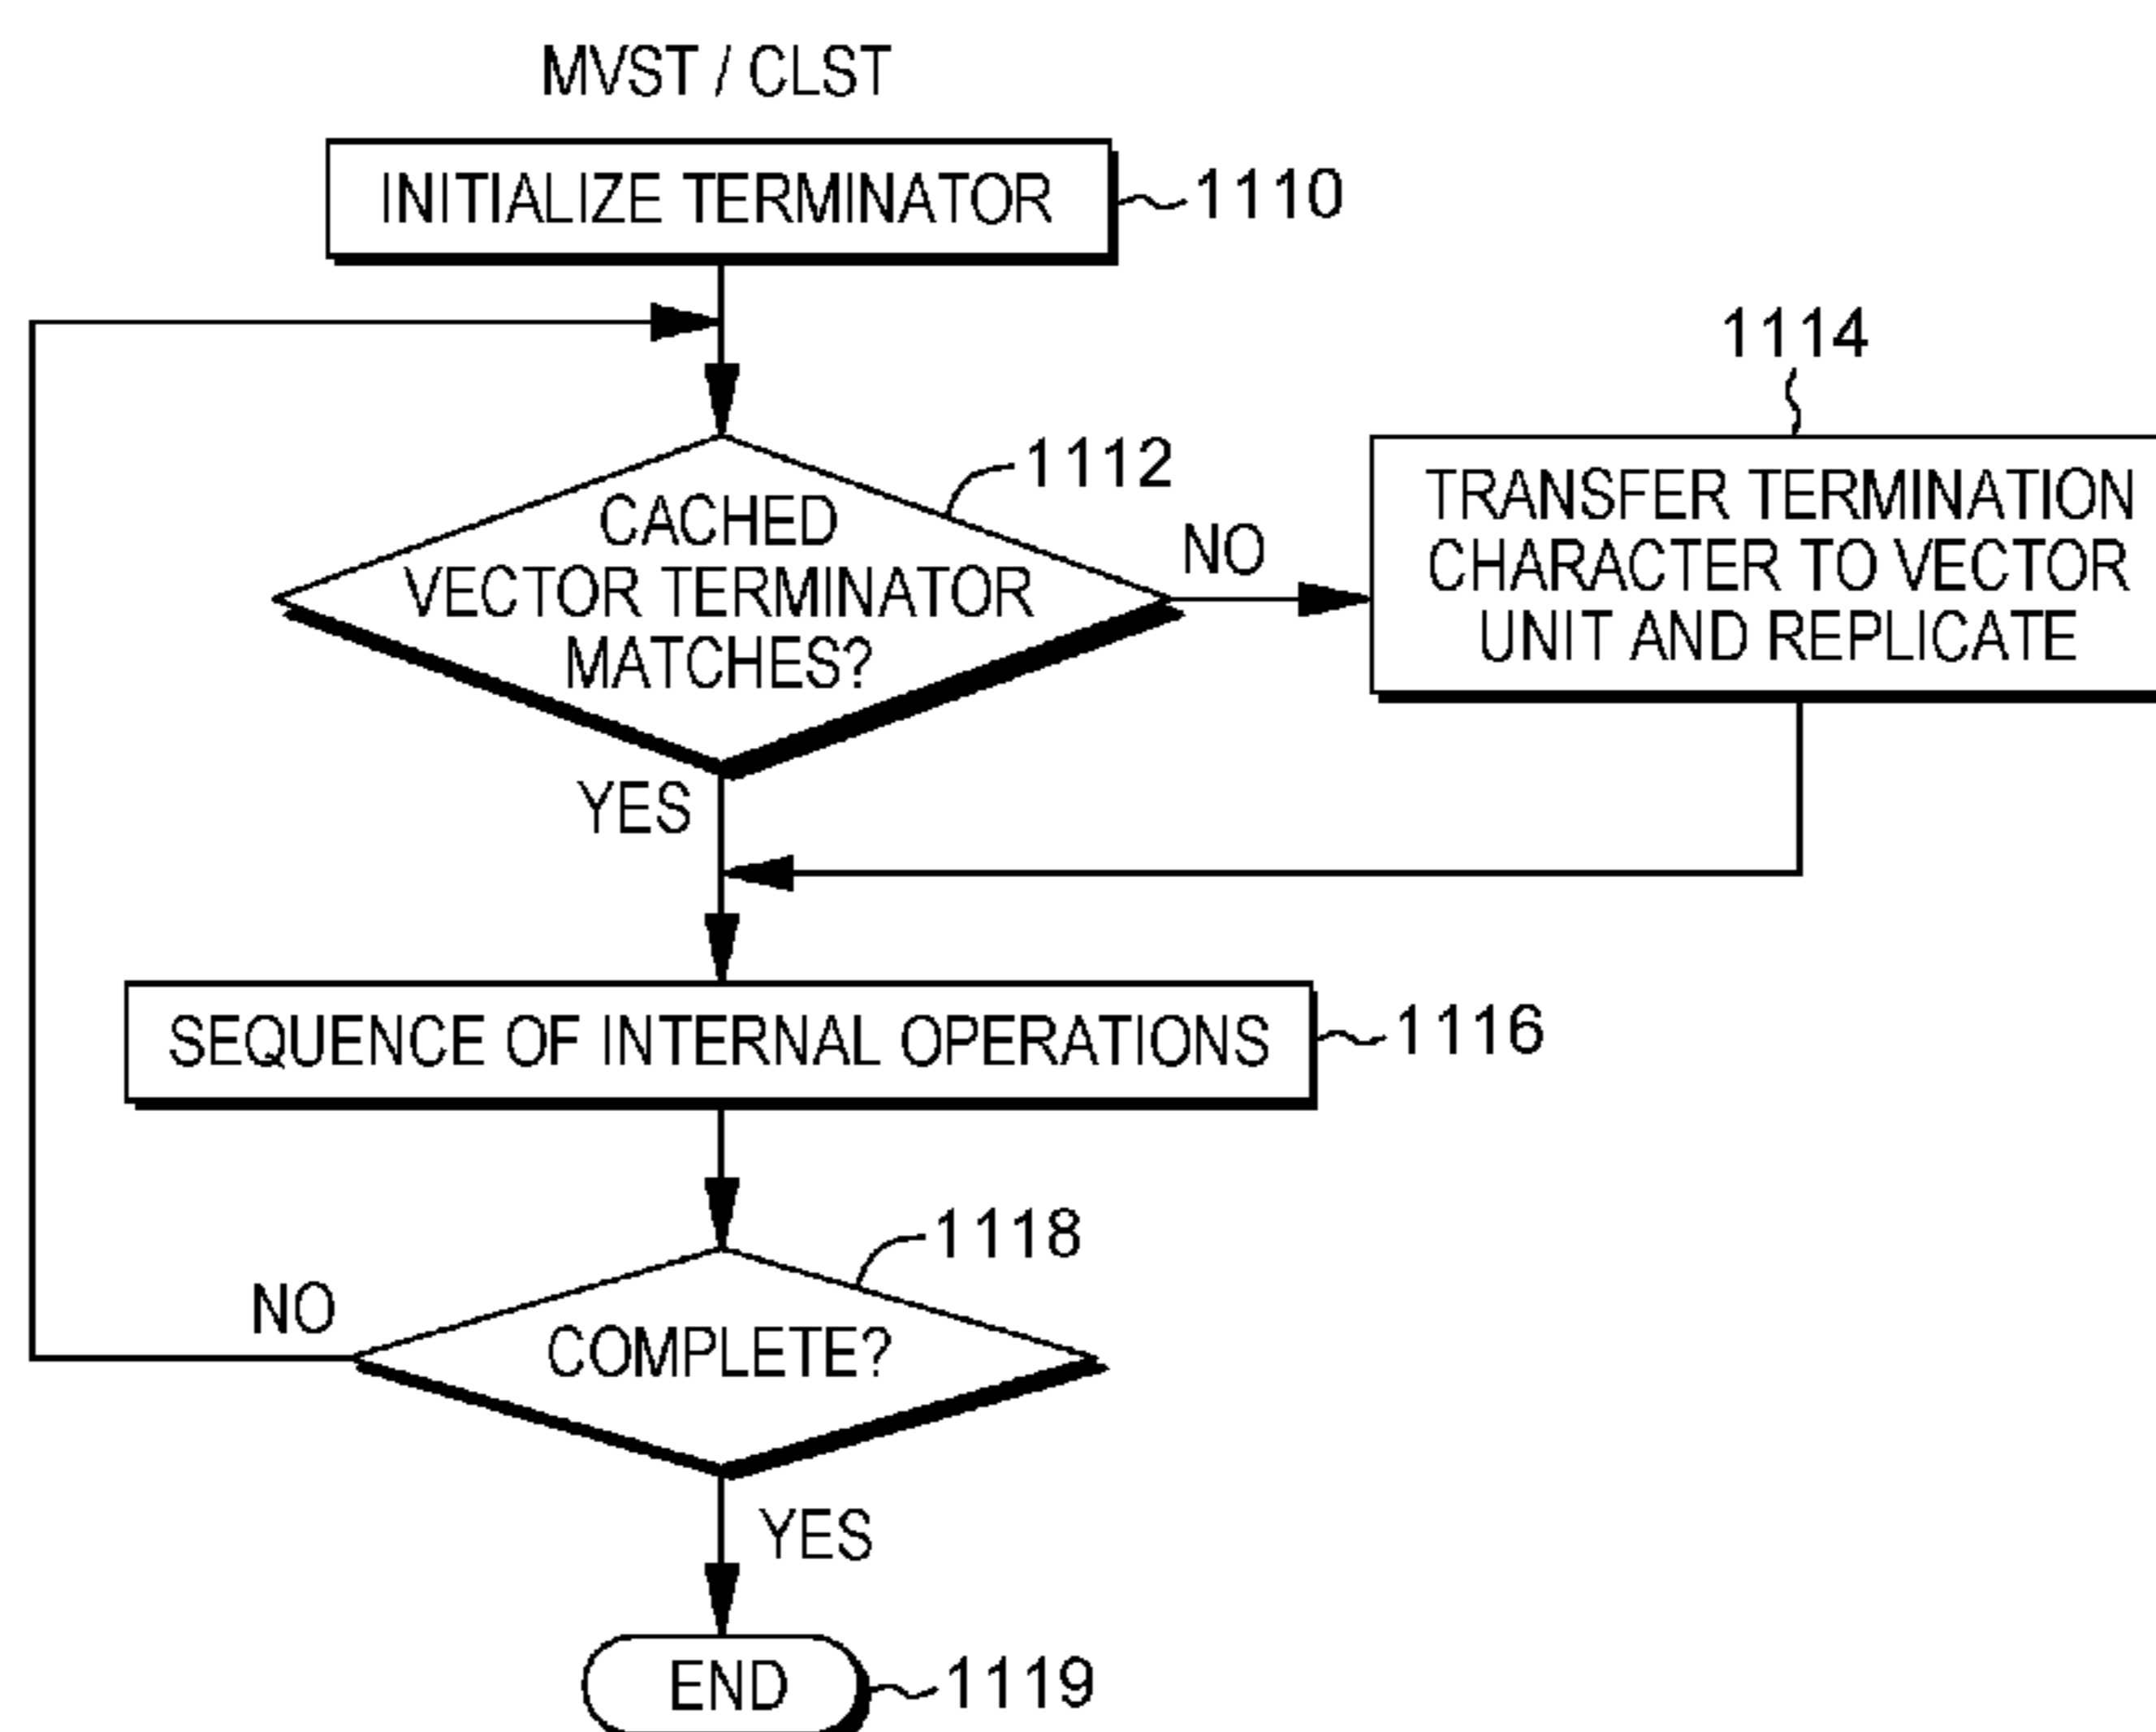 MVST / CLST
INITIALIZE TERMINATOR
1110
1114
1112
CACHED
VECTOR TERMINATOR
MATCHES?
NO
TRANSFER TERMINATION
CHARACTER TO VECTOR
UNIT AND REPLICATE
YES
SEQUENCE OF INTERNAL OPERATIONS
1116
1118
NO
COMPLETE?
YES
END
1119